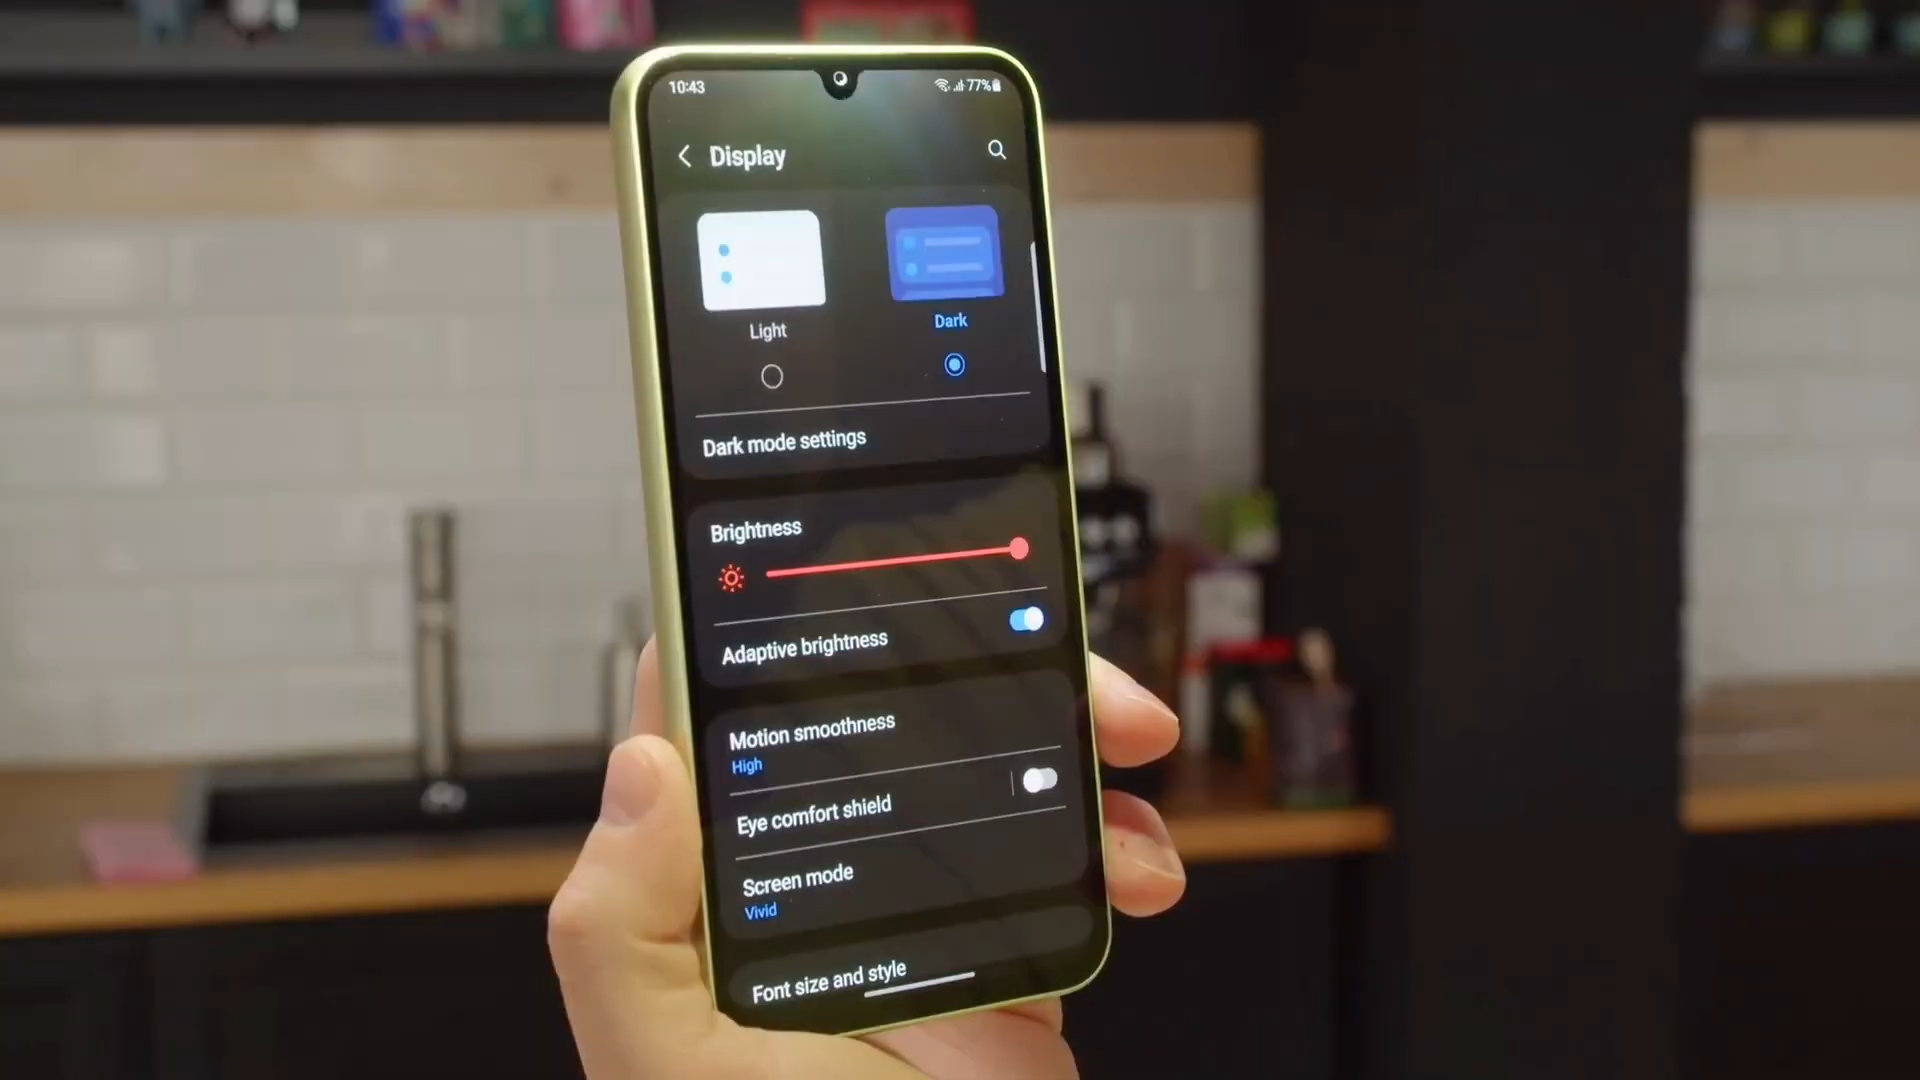 10:43 77%
Display
Light Dark
Dark mode settings
Brightness
Adaptive brightness
Motion smoothness
High
Eye comfort shield
Screen mode
Vivid
Font size and style